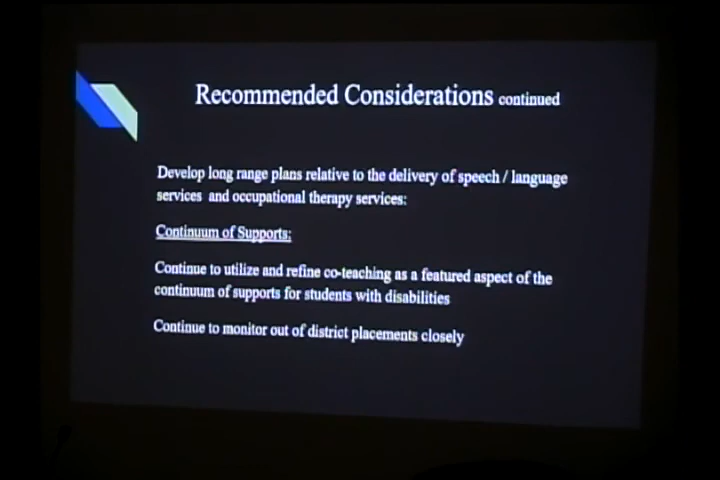 Recommended Considerations continued
Develop long range plans relative to the delivery of speech / language
services and occupational therapy services:
Continuum of Supports:
Continue to utilize and refine co-teaching as a featured aspect of the
continuum of supports for students with disabilities
Continue to monitor out of district placements closely